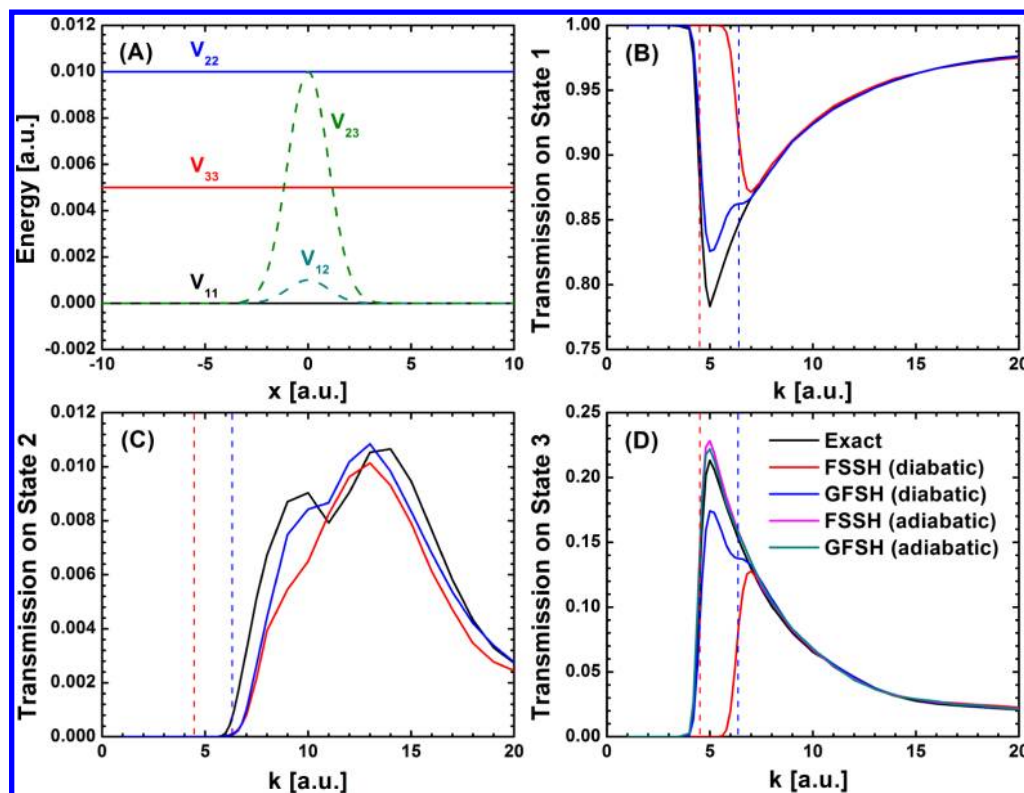 (A)
V22
V23
V33
V12
V11
Energy [a.u.]
0.012
0.010
0.008
0.006
0.004
0.002
0.000
-0.002
-10 -5 0 5 10
x [a.u.]
(B)
Transmission on State 1
1.00
0.95
0.90
0.85
0.80
0.75
0 5 10 15 20
k [a.u.]
(C)
Transmission on State 2
0.012
0.010
0.008
0.006
0.004
0.002
0.000
0 5 10 15 20
k [a.u.]
(D)
Transmission on State 3
0.25
0.20
0.15
0.10
0.05
0.00
0 5 10 15 20
k [a.u.]
Exact
FSSH (diabatic)
GFSH (diabatic)
FSSH (adiabatic)
GFSH (adiabatic)